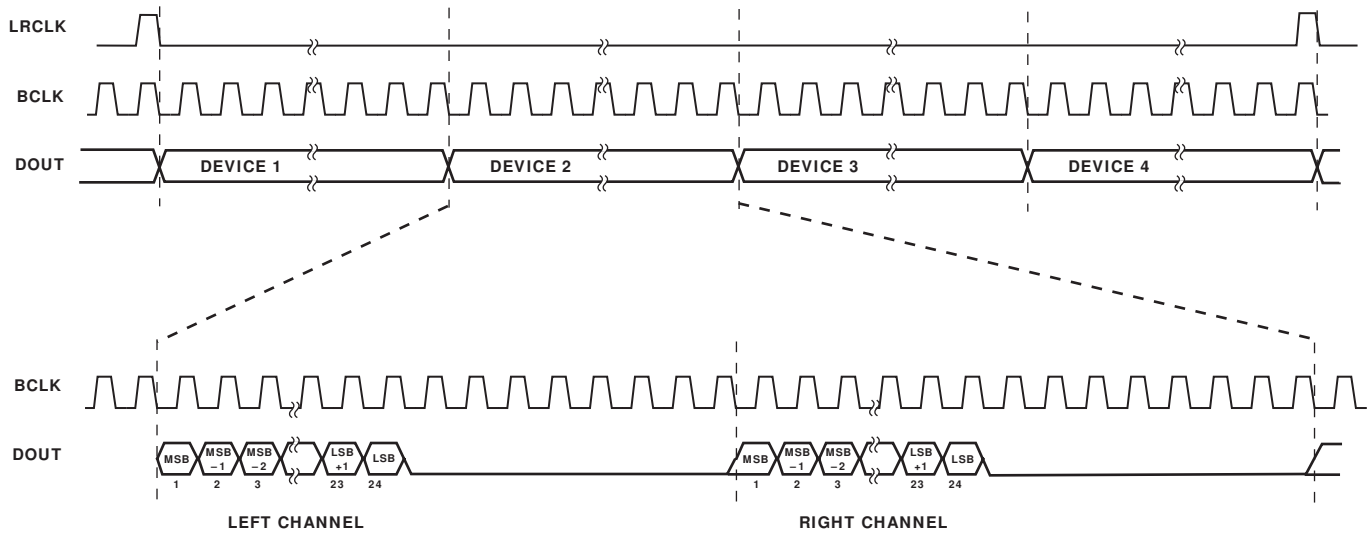 LRCLK
BCLK
DOUT
DEVICE 1
DEVICE 2
DEVICE 3
DEVICE 4
BCLK
DOUT
MSB
MSB
–1
MSB
–2
LSB
+1
LSB
MSB
MSB
–1
MSB
–2
LSB
+1
LSB
1
2
3
23
24
1
2
3
23
24
LEFT CHANNEL
RIGHT CHANNEL